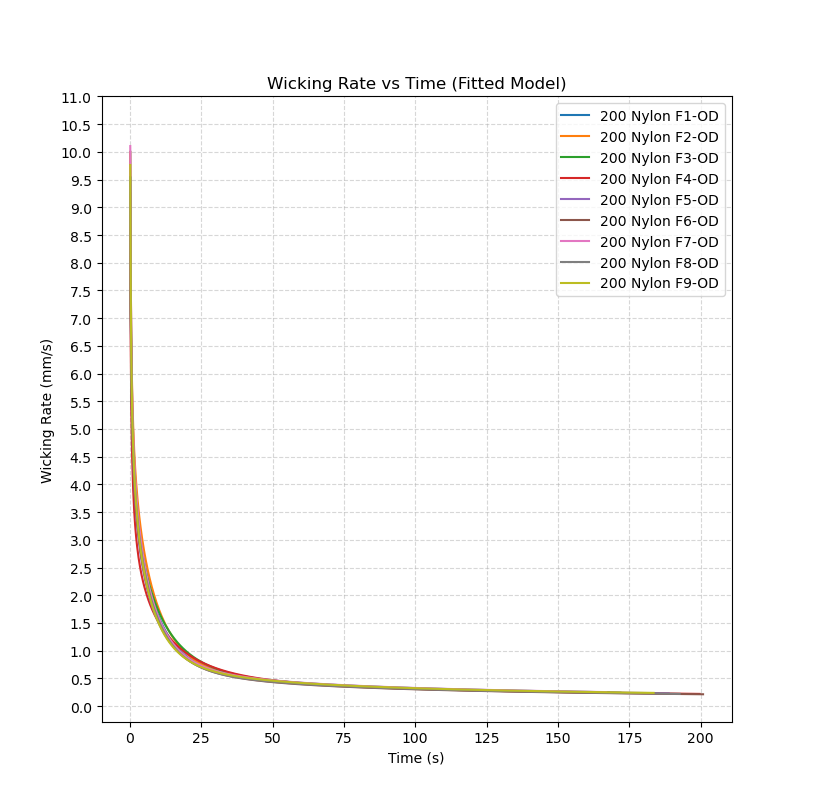 Wicking Rate vs Time (Fitted Model)
11.0
10.5
10.0
9.5
9.0
8.5
8.0
7.5
7.0
6.5
6.0
5.5
5.0
4.5
4.0
3.5
3.0
2.5
2.0
1.5
1.0
0.5
0.0
Wicking Rate (mm/s)
200 Nylon F1-OD
200 Nylon F2-OD
200 Nylon F3-OD
200 Nylon F4-OD
200 Nylon F5-OD
200 Nylon F6-OD
200 Nylon F7-OD
200 Nylon F8-OD
200 Nylon F9-OD
0 25 50 75 100 125 150 175 200
Time (s)